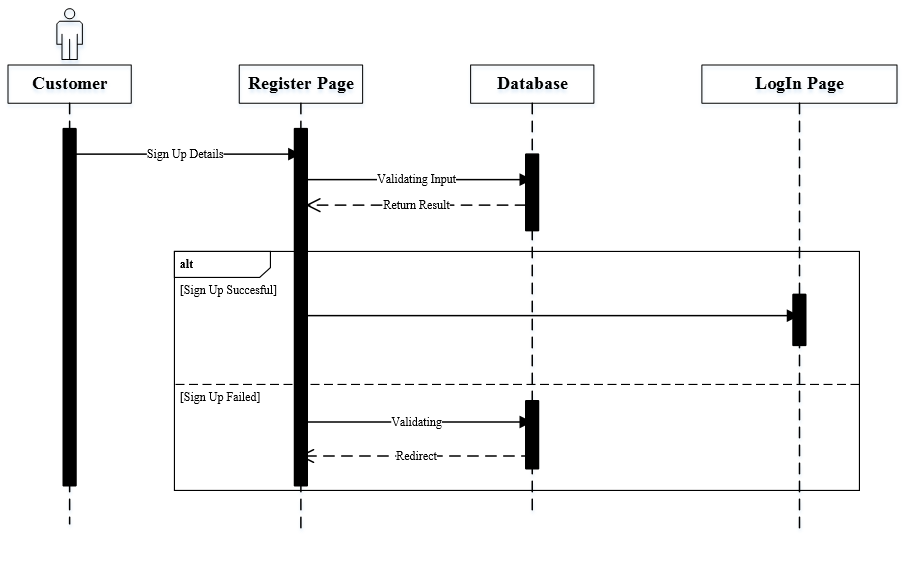 Customer
Register Page
Database
LogIn Page
Sign Up Details
Validating Input
Return Result
alt
[Sign Up Succesful]
[Sign Up Failed]
Validating
Redirect